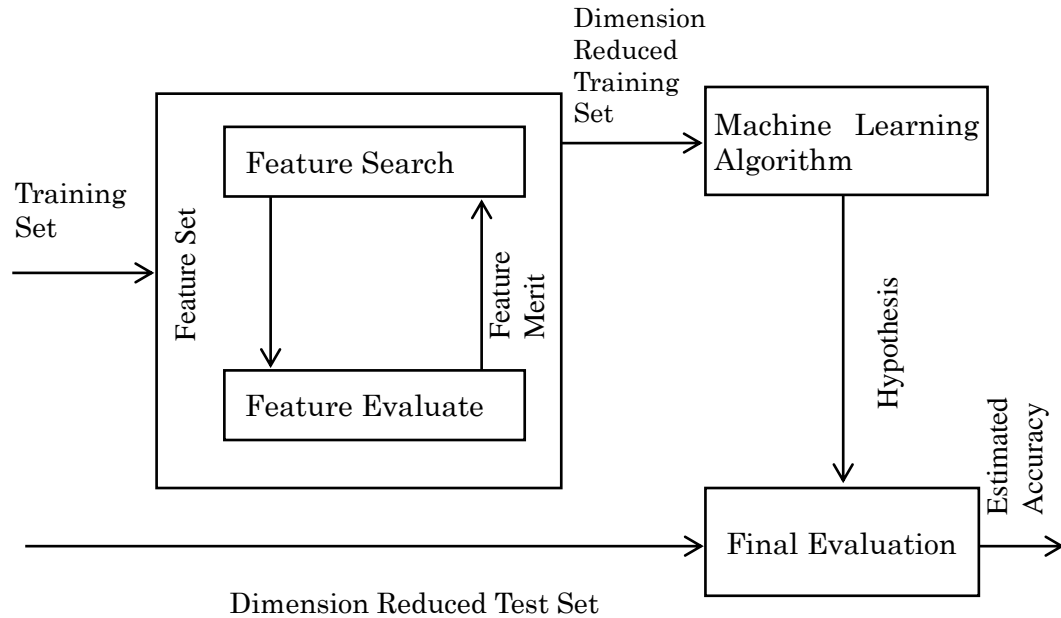 Training
Set
Feature Set
Feature Search
Feature
Merit
Feature Evaluate
Dimension
Reduced
Training
Set
Machine Learning
Algorithm
Hypothesis
Estimated
Accuracy
Final Evaluation
Dimension Reduced Test Set